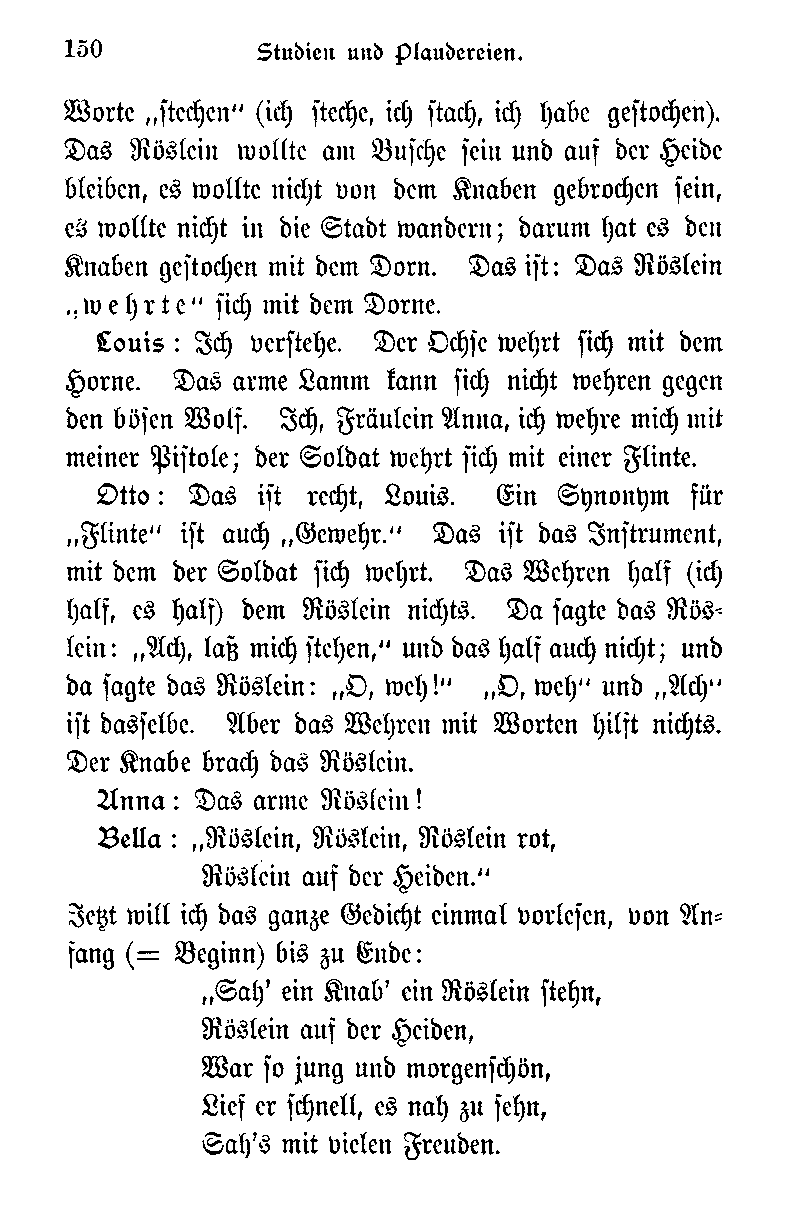 150 Studien und Plaudereien.
Worte „stechen“ (ich steche, ich stach, ich habe gestochen).
Das Röslein wollte am Busche sein und auf der Heide
bleiben, es wollte nicht von dem Knaben gebrochen sein,
es wollte nicht in die Stadt wandern; darum hat es den
Knaben gestochen mit dem Dorn. Das ist: Das Röslein
„wehrte“ sich mit dem Dorne.
Louis: Ich verstehe. Der Ochse wehrt sich mit dem
Horne. Das arme Lamm kann sich nicht wehren gegen
den bösen Wolf. Ich, Fräulein Anna, ich wehre mich mit
meiner Pistole; der Soldat wehrt sich mit einer Flinte.
Otto: Das ist recht, Louis. Ein Synonym für
„Flinte“ ist auch „Gewehr.“ Das ist das Instrument,
mit dem der Soldat sich wehrt. Das Wehren half (ich
half, es half) dem Röslein nichts. Da sagte das Rös-
lein: „Ach, laß mich stehen,“ und das half auch nicht; und
da sagte das Röslein: „O, weh!“ „O, weh“ und „Ach“
ist dasselbe. Aber das Wehren mit Worten hilft nichts.
Der Knabe brach das Röslein.
Anna: Das arme Röslein!
Bella: „Röslein, Röslein, Röslein rot,
Röslein auf der Heiden.“
Jetzt will ich das ganze Gedicht einmal vorlesen, von An-
fang (= Beginn) bis zu Ende:
„Sah' ein Knab' ein Röslein stehn,
Röslein auf der Heiden,
War so jung und morgenschön,
Lief er schnell, es nah zu sehn,
Sah's mit vielen Freuden.